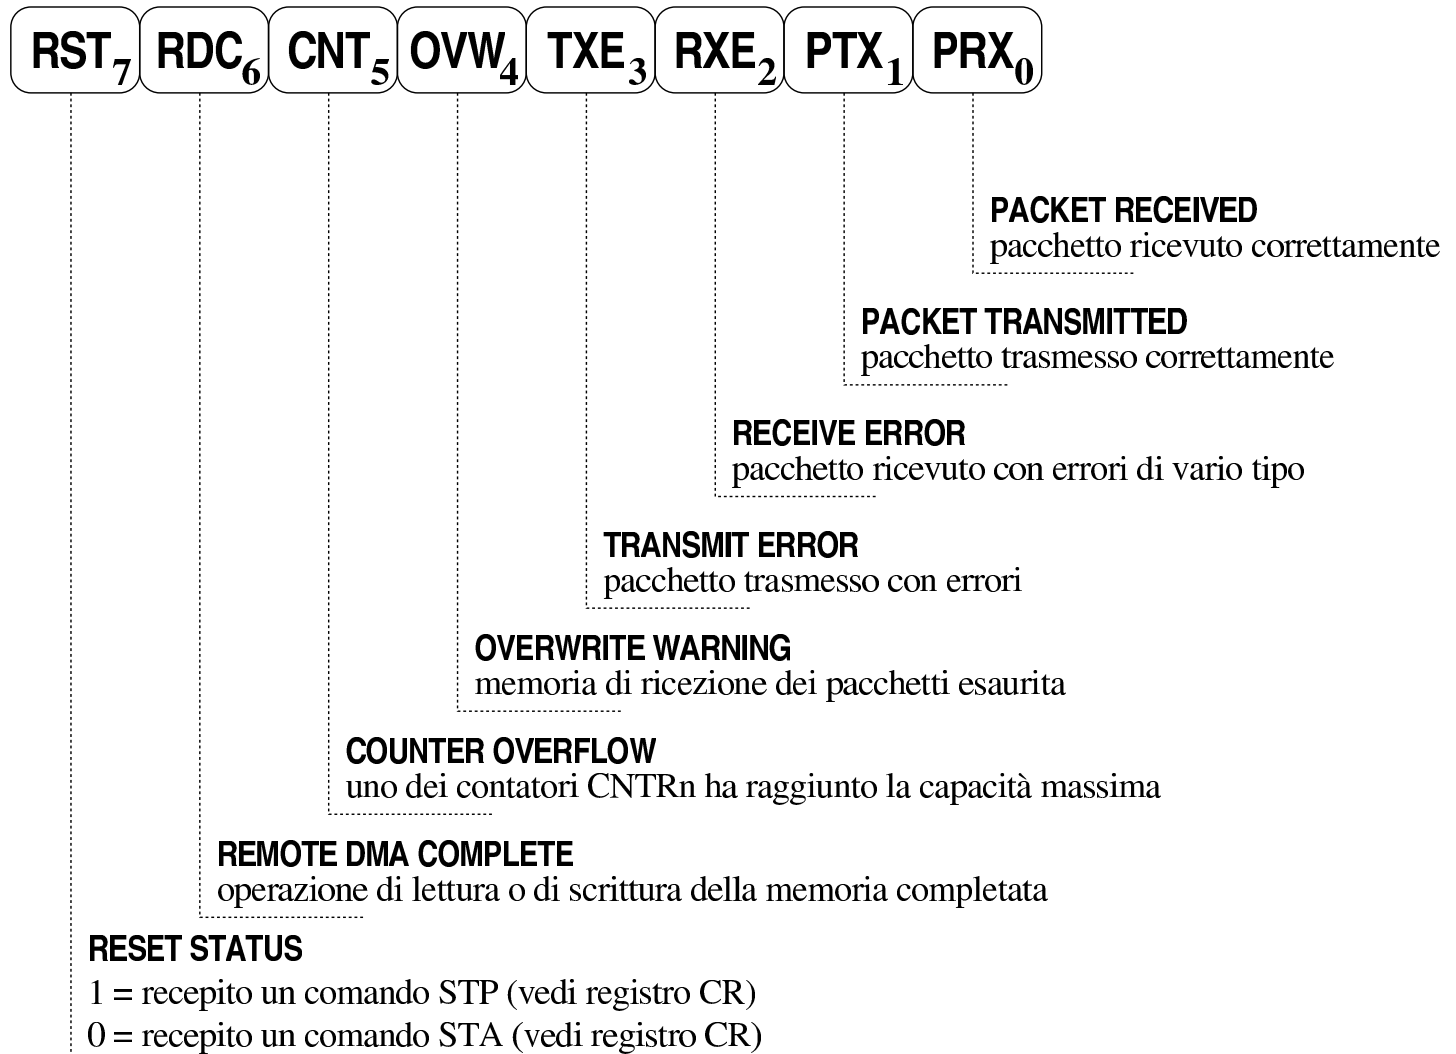 RST7 RDC6 CNT5 OVW4 TXE3 RXE2 PTX1 PRX0
PACKET RECEIVED
pacchetto ricevuto correttamente
PACKET TRANSMITTED
pacchetto trasmesso correttamente
RECEIVE ERROR
pacchetto ricevuto con errori di vario tipo
TRANSMIT ERROR
pacchetto trasmesso con errori
OVERWRITE WARNING
memoria di ricezione dei pacchetti esaurita
COUNTER OVERFLOW
uno dei contatori CNTRn ha raggiunto la capacità massima
REMOTE DMA COMPLETE
operazione di lettura o di scrittura della memoria completata
RESET STATUS
1 = recepito un comando STP (vedi registro CR)
0 = recepito un comando STA (vedi registro CR)